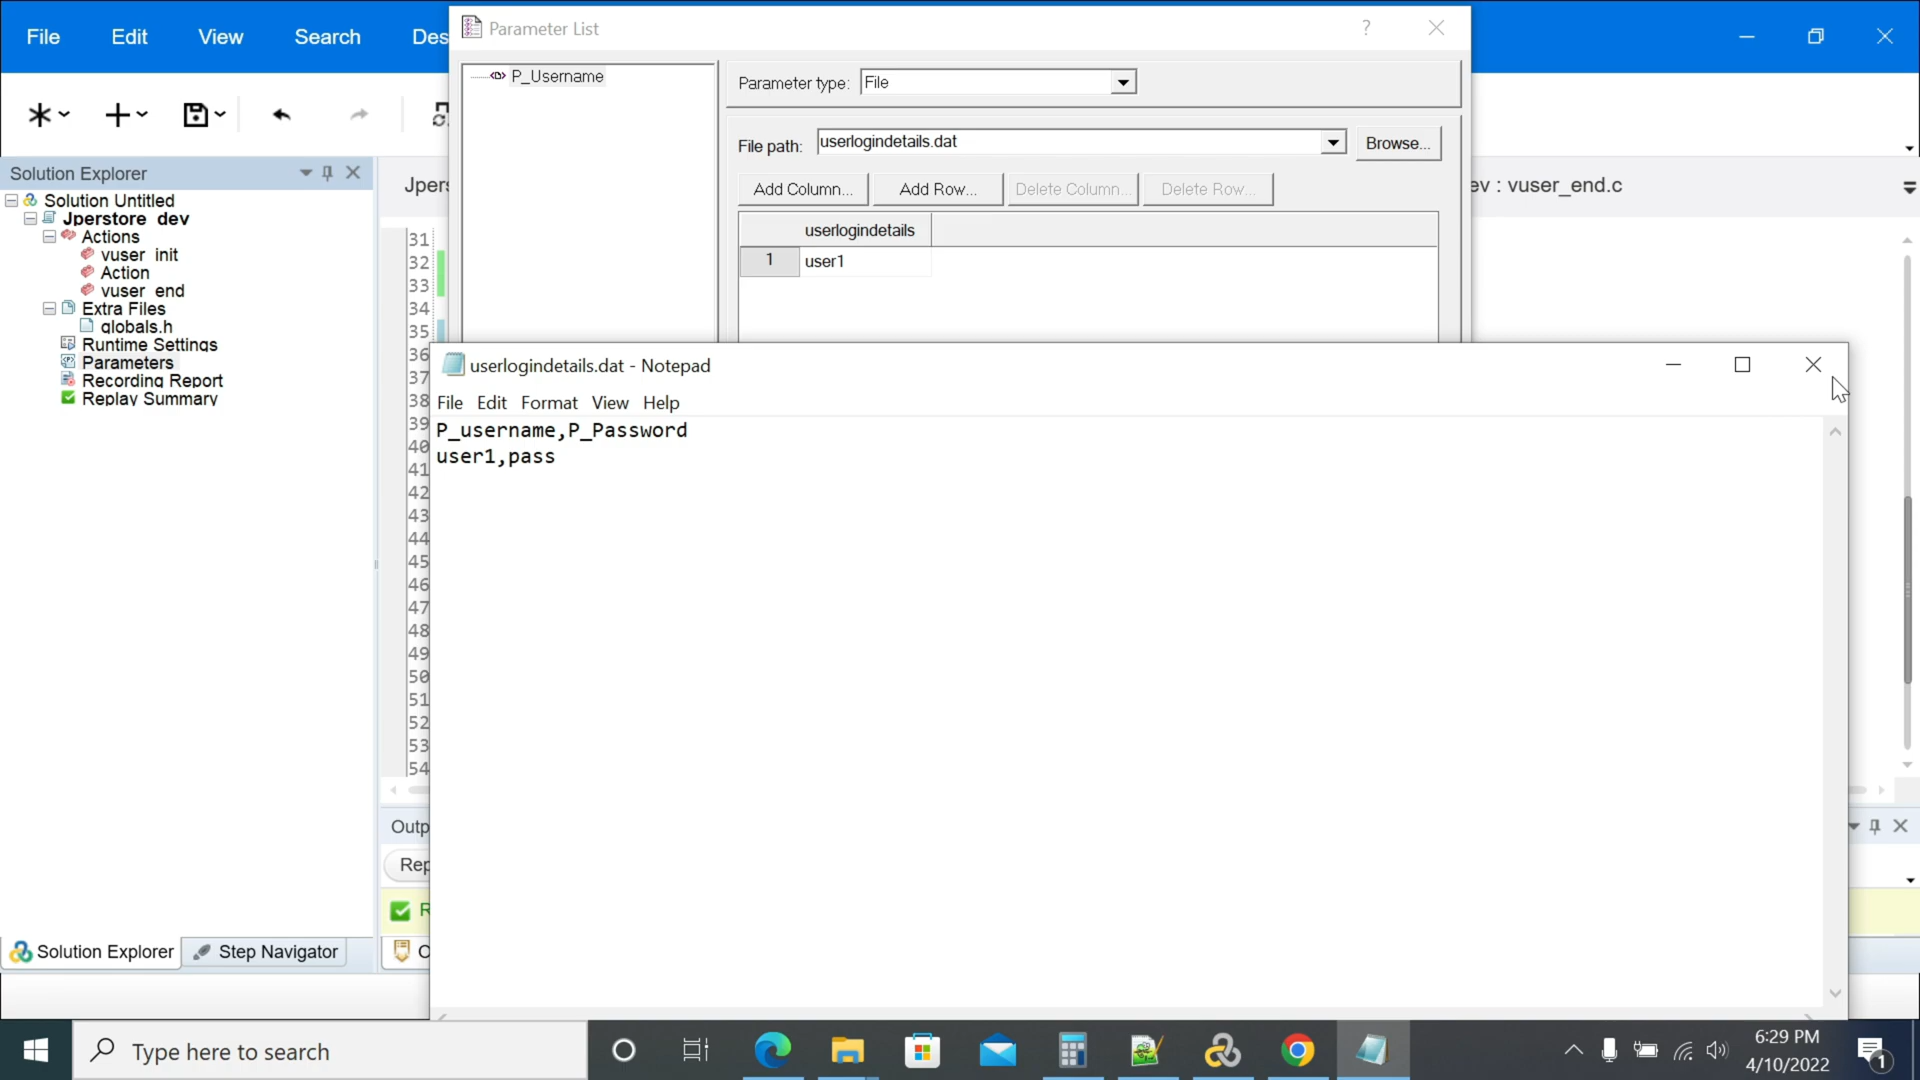 File Edit View Search Des
Parameter List ?
P_Username
Parameter type: File
File path: userlogindetails.dat Browse...
Add Column... Add Row... Delete Column... Delete Row...
userlogindetails
1 user1
Solution Explorer
Solution Untitled
Jperstore_dev
Actions
vuser_init
Action
vuser_end
Extra Files
globals.h
Runtime Settings
Parameters
Recording Report
Replay Summary
Jpers
ev : vuser_end.c
31
32
33
34
35
36
37
38
39
40
41
42
43
44
45
46
47
48
49
50
51
52
53
54
userlogindetails.dat - Notepad
File Edit Format View Help
P_username,P_Password
user1,pass
Outp
Rep
R
Solution Explorer Step Navigator O
Type here to search
6:29 PM
4/10/2022
1